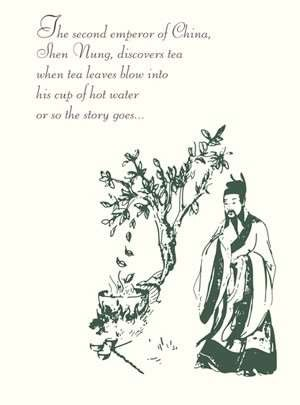 The second emperor of China,
Shen Nung, discovers tea
when tea leaves blow into
his cup of hot water
or so the story goes...